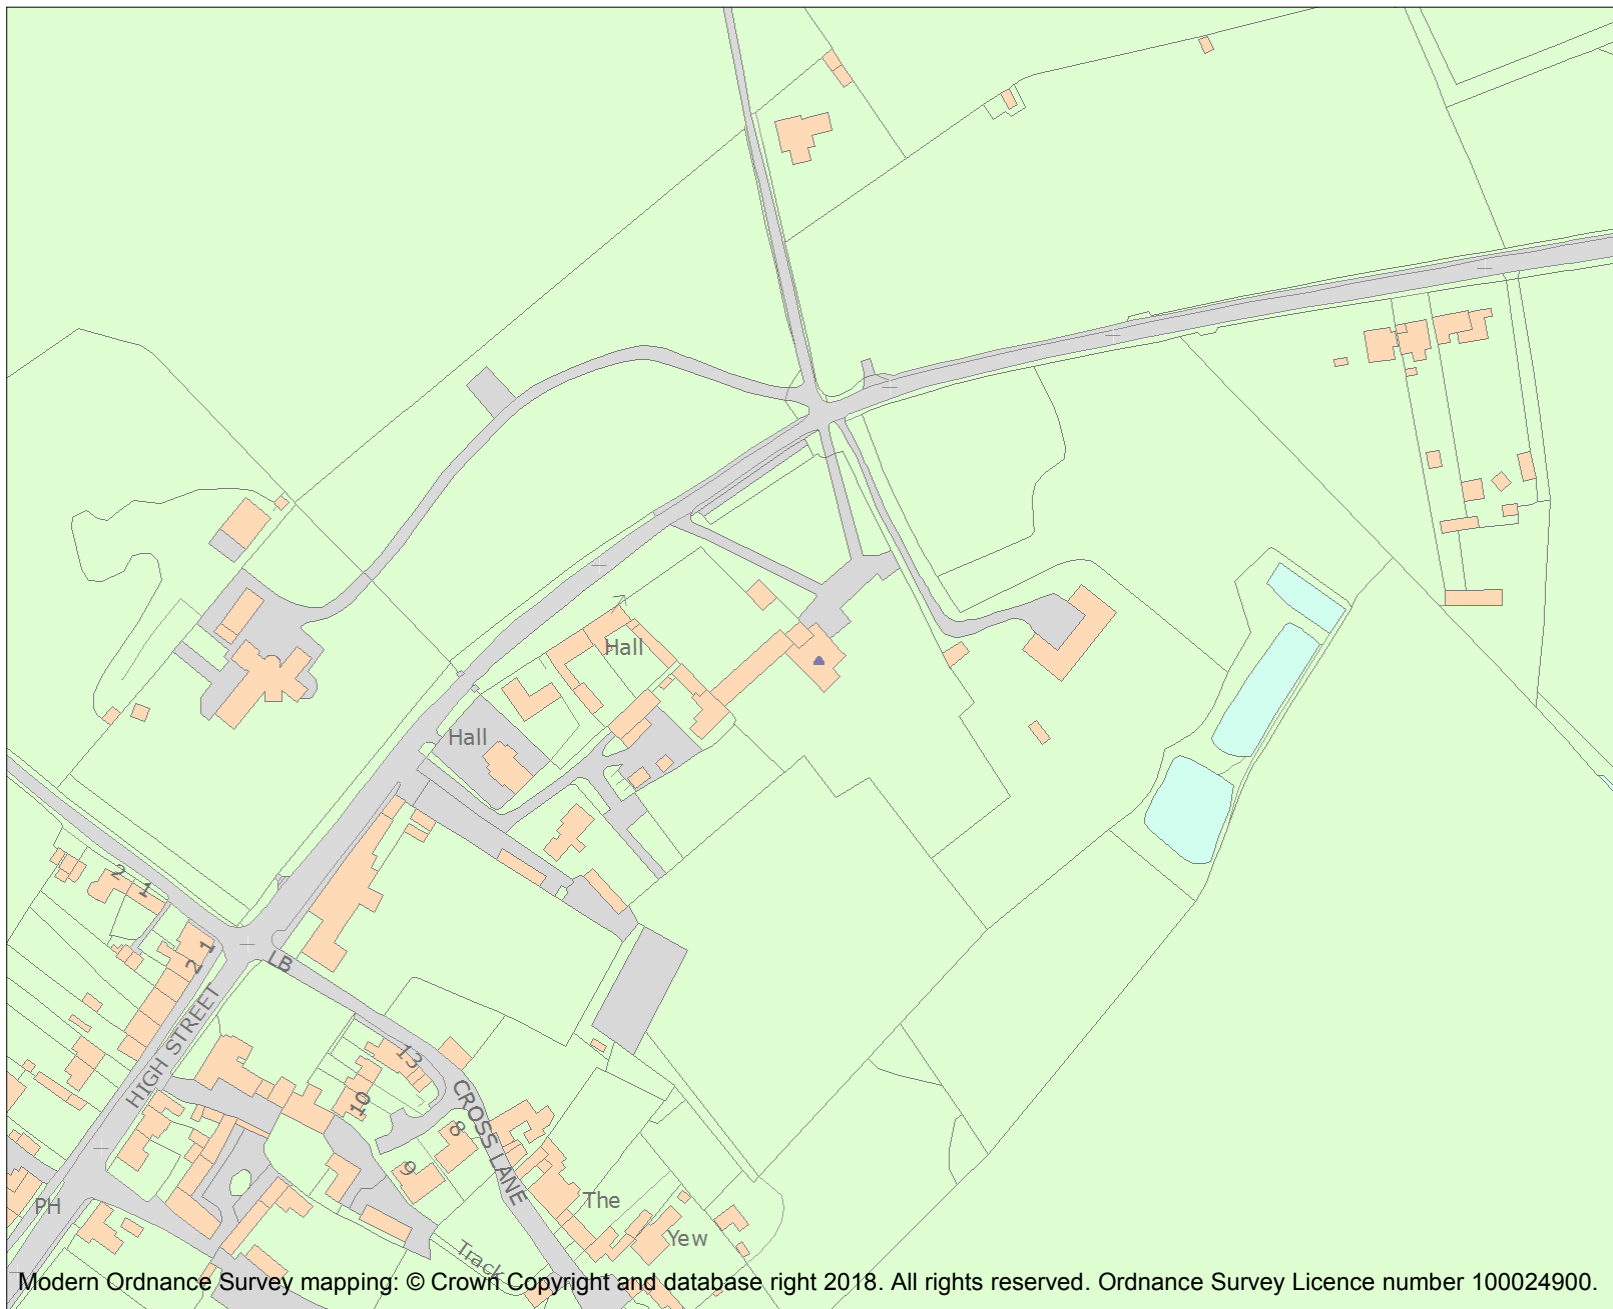 Hall
Hall
2
1
1
2
LB
HIGH STREET
13
10
CROSS LANE
8
9
PH
The
Yew
Track
Modern Ordnance Survey mapping: © Crown Copyright and database right 2018. All rights reserved. Ordnance Survey Licence number 100024900.